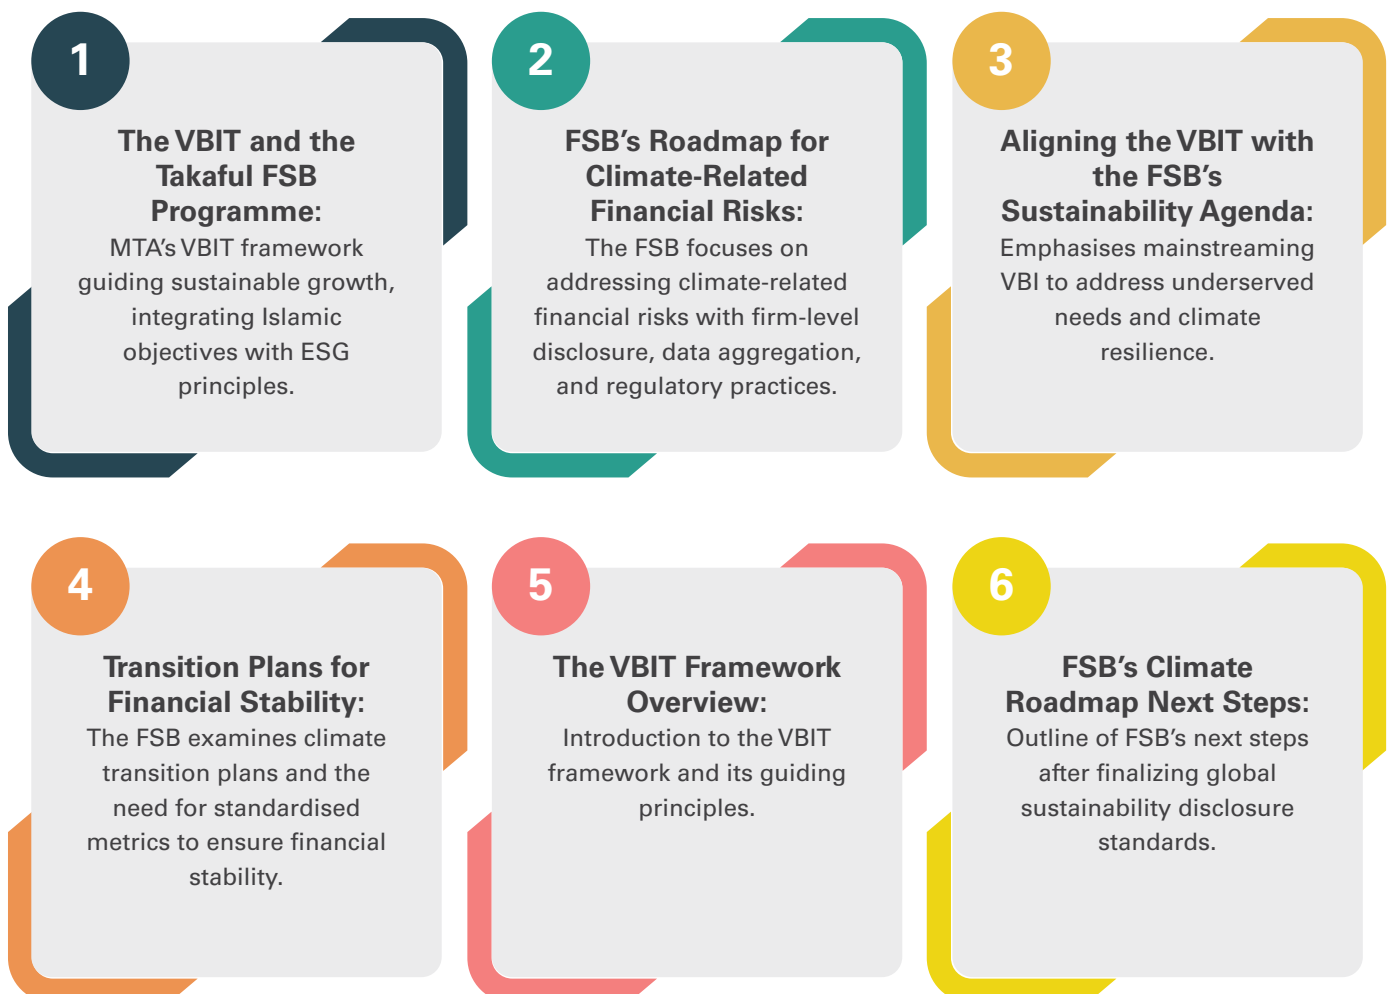 1
The VBIT and the
Takaful FSB
Programme:
MTA's VBIT framework
guiding sustainable growth,
integrating Islamic
objectives with ESG
principles.
2
FSB's Roadmap for
Climate-Related
Financial Risks:
The FSB focuses on
addressing climate-related
financial risks with firm-level
disclosure, data aggregation,
and regulatory practices.
3
Aligning the VBIT with
the FSB's
Sustainability Agenda:
Emphasises mainstreaming
VBI to address underserved
needs and climate
resilience.
4
Transition Plans for
Financial Stability:
The FSB examines climate
transition plans and the
need for standardised
metrics to ensure financial
stability.
5
The VBIT Framework
Overview:
Introduction to the VBIT
framework and its guiding
principles.
6
FSB's Climate
Roadmap Next Steps:
Outline of FSB's next steps
after finalizing global
sustainability disclosure
standards.